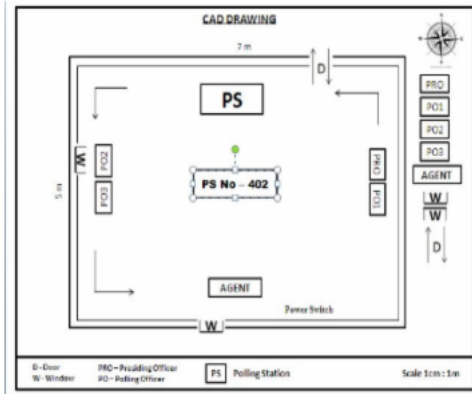 CAD DRAWING
7 m
D
PS
PRO
PO1
PO2
PO3
AGENT
W
W
D
W
PO2
PO3
5 m
PS No – 402
PRO
PO1
AGENT
Power Switch
W
D - Door
W - Window
PRO – Presiding Officer
PO – Polling Officer
PS Polling Station
Scale 1cm : 1m